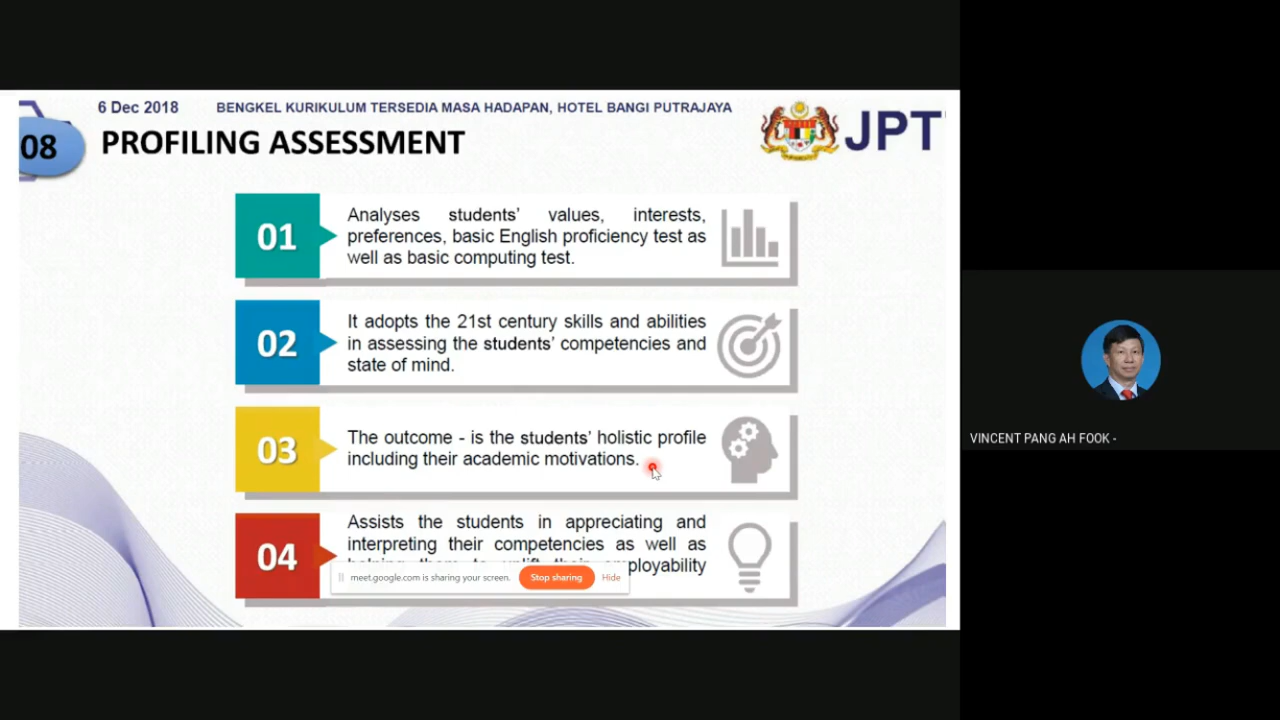 6 Dec 2018 BENGKEL KURIKULUM TERSEDIA MASA HADAPAN, HOTEL BANGI PUTRAJAYA
JPT
08 PROFILING ASSESSMENT
01
Analyses students' values, interests,
preferences, basic English proficiency test as
well as basic computing test.
02
It adopts the 21st century skills and abilities
in assessing the students' competencies and
state of mind.
03
The outcome - is the students' holistic profile
including their academic motivations.
04
Assists the students in appreciating and
interpreting their competencies as well as
employability
meet.google.com is sharing your screen. Stop sharing Hide
VINCENT PANG AH FOOK -